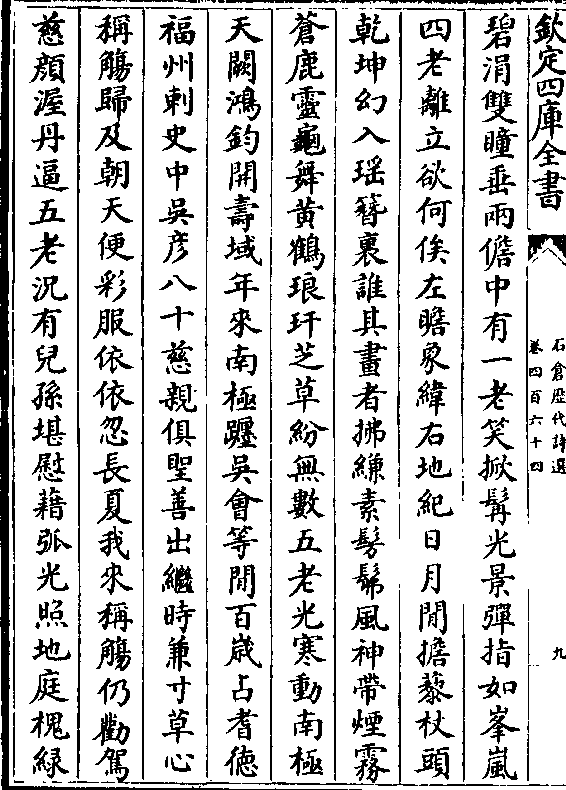 欽定四庫全書
石倉歴代詩選
卷四百六十四
九
碧涓雙瞳垂兩儋中有一老笑掀髯光景彈指如峯嵐
四老離立欲何俟左瞻象緯右地紀日月閒擔藜杖頭
乾坤幻入瑶簪裏誰其畫者拂縑素髣髴風神帶煙霧
蒼鹿靈龜舞黄鶴琅玕芝草紛無數五老光寒動南極
天闕鴻鈞開壽域年來南極躔吳會等閒百嵗占耆徳
福州刺史中吳彦八十慈親俱聖善出繼時兼寸草心
稱觴歸及朝天便彩服依依忽長夏我來稱觴仍勸駕
慈顔渥丹逼五老況有兒孫堪慰藉弧光照地庭槐緑